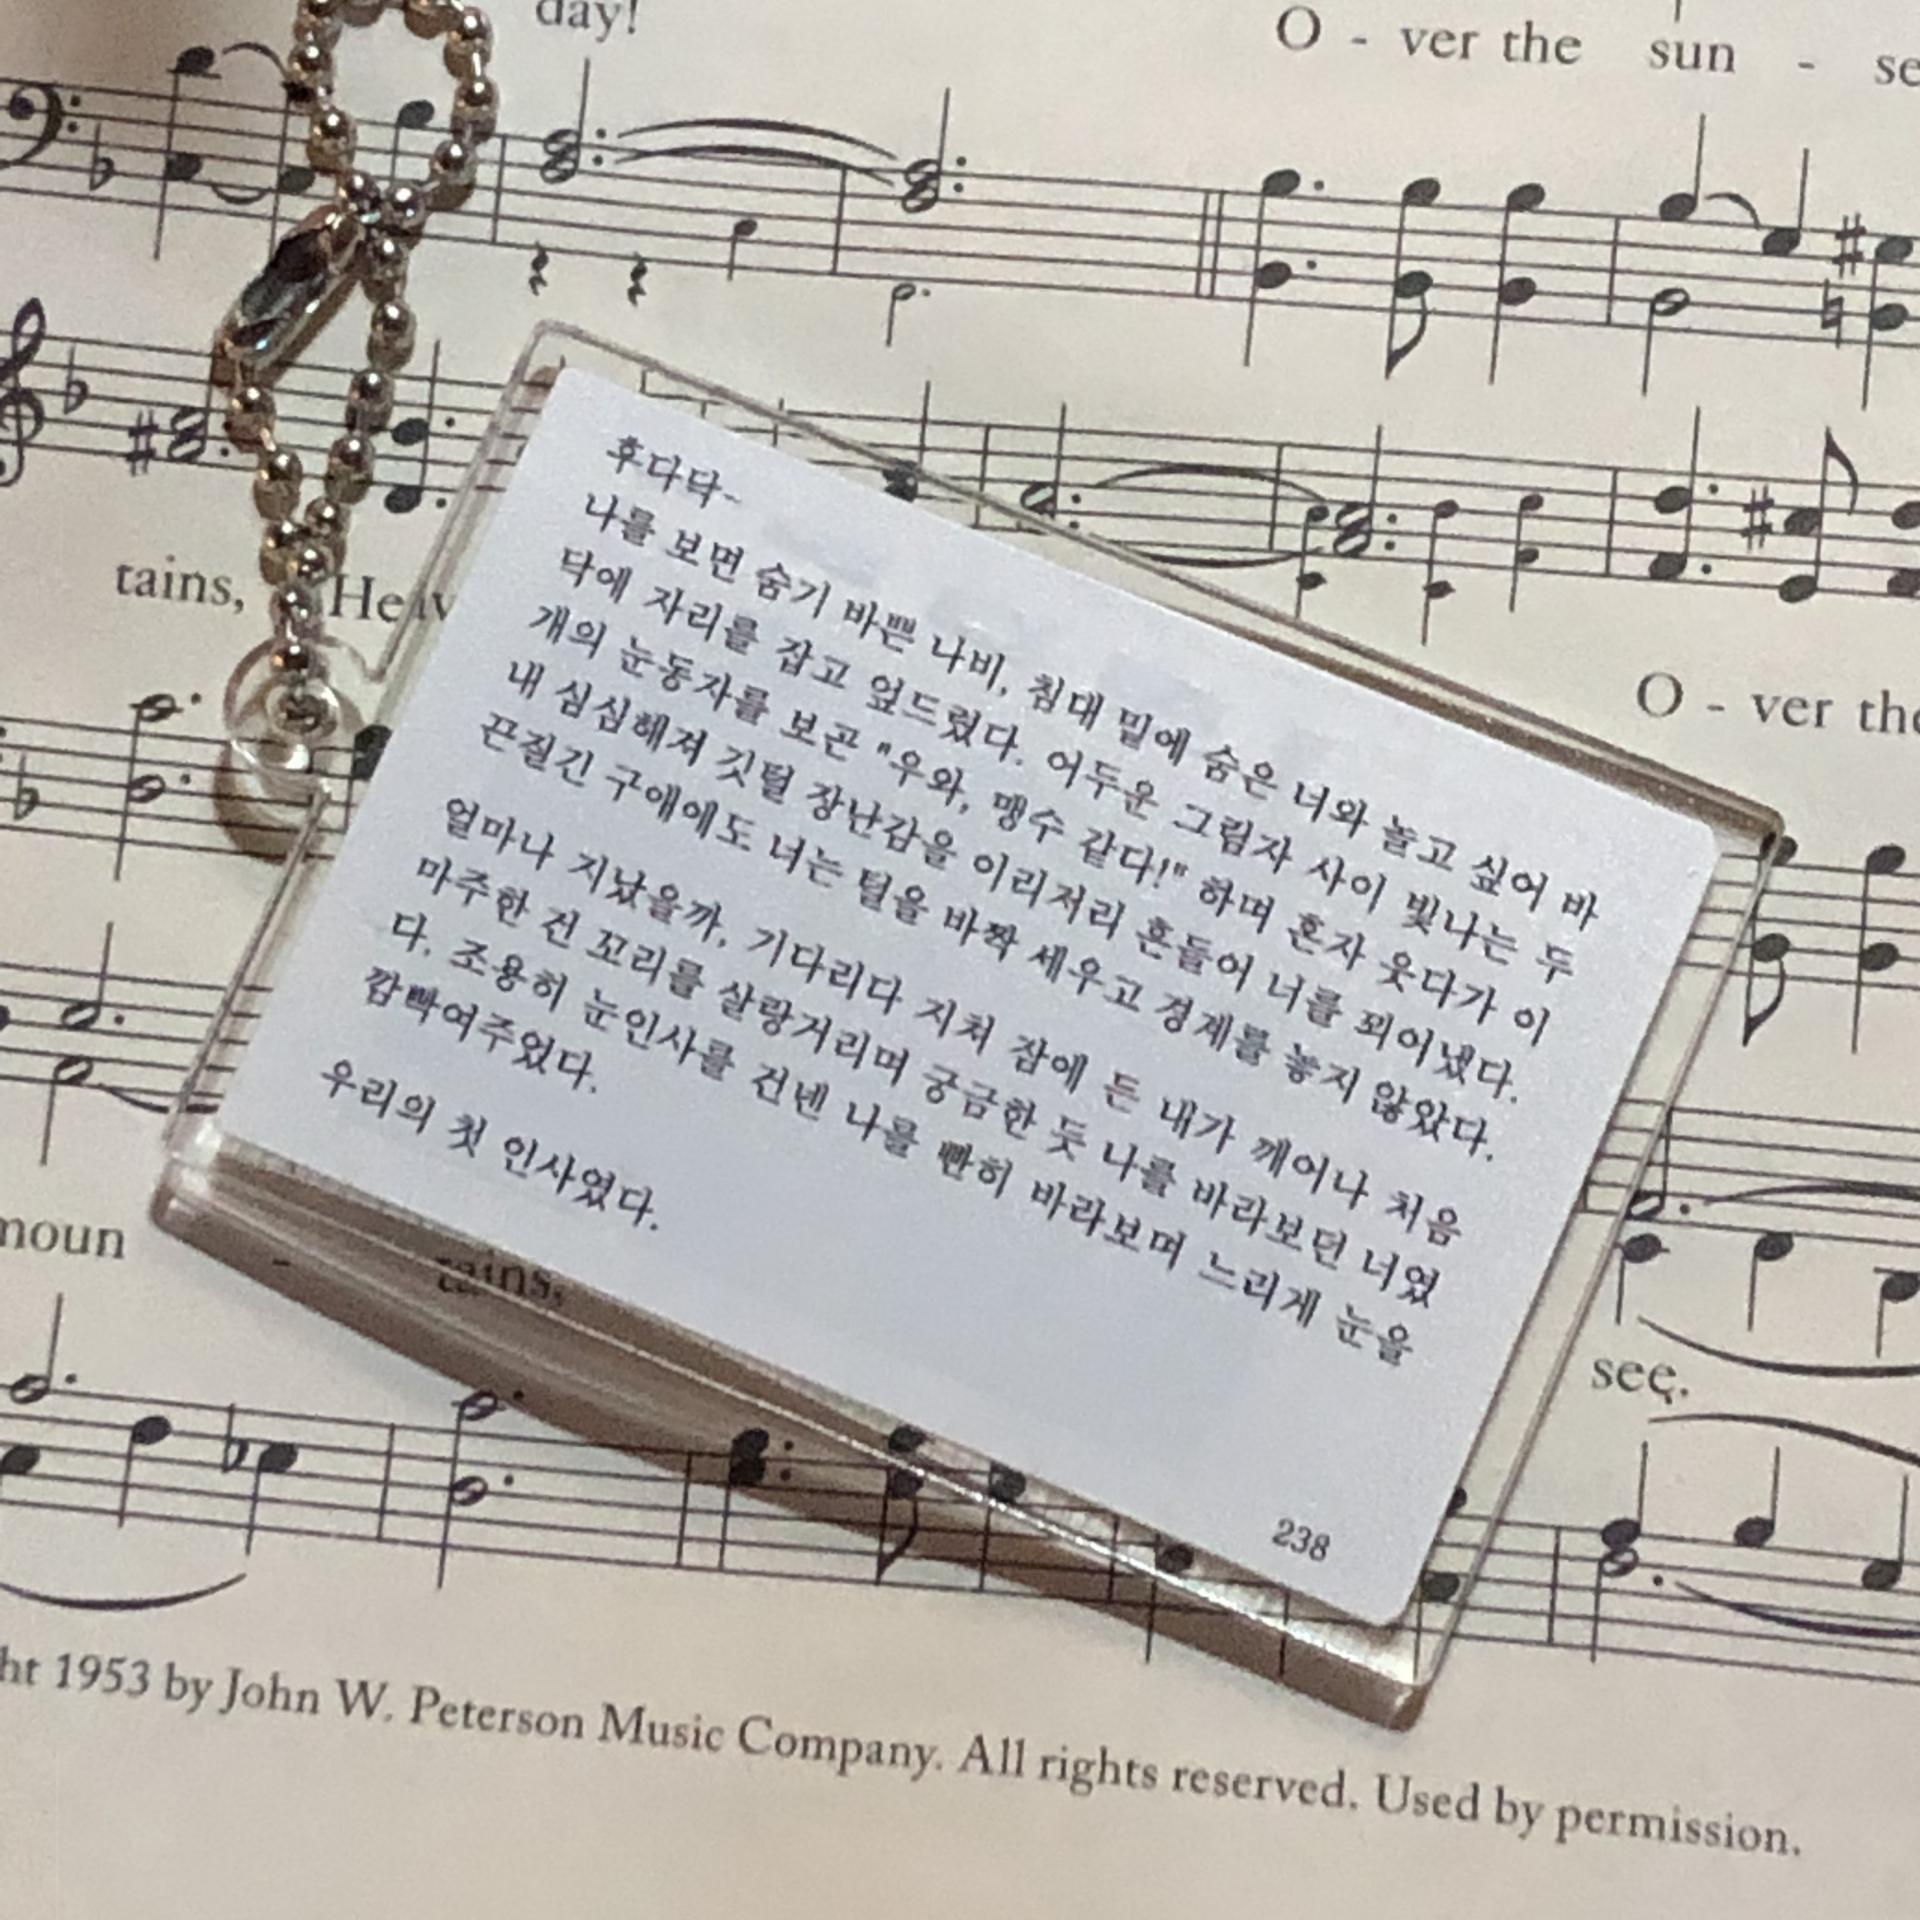 day!
O - ver the sun - se
tains,
He
O - ver the
후다닥~
나를 보면 숨기 바쁜 나비, 침대 밑에 숨은 너와 놀고 싶어 바
닥에 자리를 잡고 엎드렸다. 어두운 그림자 사이 빛나는 두
개의 눈동자를 보곤 "우와, 맹수 같다!" 하며 혼자 웃다가 이
내 심심해져 깃털 장난감을 이리저리 흔들어 너를 꾀어냈다.
끈질긴 구애에도 너는 털을 바짝 세우고 경계를 놓지 않았다.
얼마나 지났을까, 기다리다 지쳐 잠에 든 내가 깨어나 처음
마주한 건 꼬리를 살랑거리며 궁금한 듯 나를 바라보던 너였
다. 조용히 눈인사를 건넨 나를 빤히 바라보며 느리게 눈을
깜빡여주었다.
우리의 첫 인사였다.
238
moun - tains,
see.
ht 1953 by John W. Peterson Music Company. All rights reserved. Used by permission.